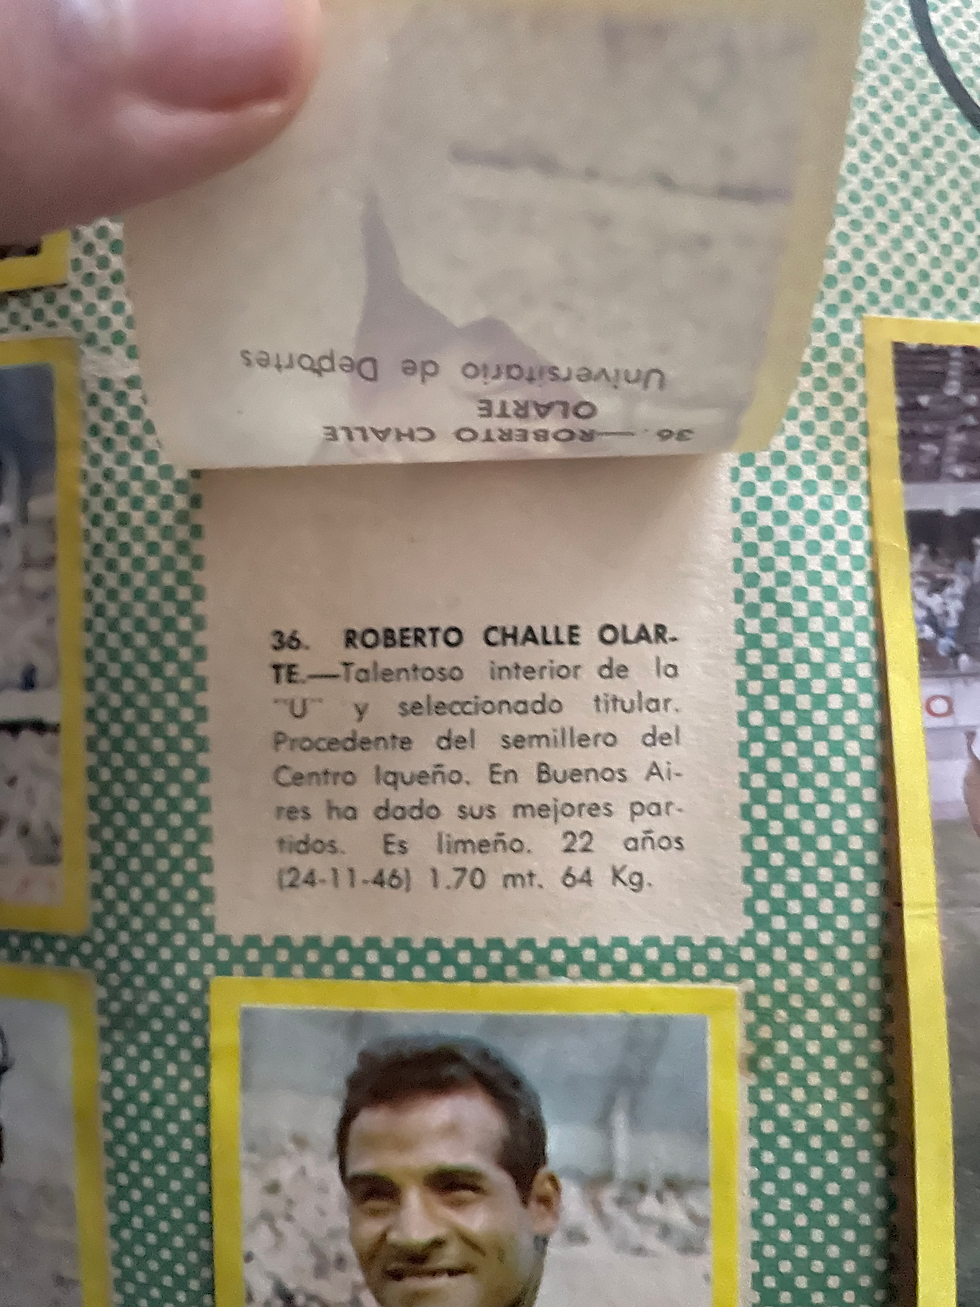 Universitario de Deportes
OLARTE
36.—ROBERTO CHALLE
36. ROBERTO CHALLE OLAR-
TE.—Talentoso interior de la
"U" y seleccionado titular.
Procedente del semillero del
Centro Iqueño. En Buenos Ai-
res ha dado sus mejores par-
tidos. Es limeño. 22 años
(24-11-46) 1.70 mt. 64 Kg.